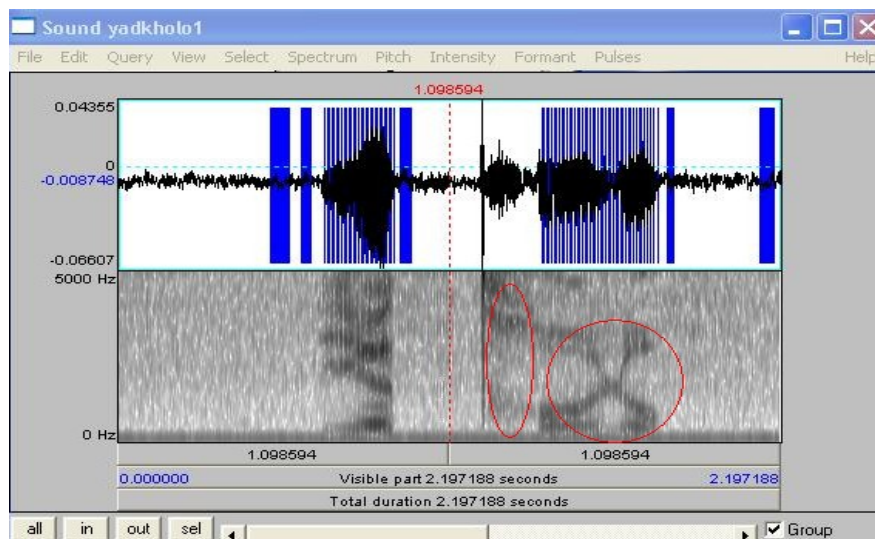 Sound yadkholo1
File Edit Query View Select Spectrum Pitch Intensity Formant Pulses Help
1.098594
0.04355
0
-0.008748
-0.06607
5000 Hz
0 Hz
1.098594 1.098594
0.000000 Visible part 2.197188 seconds 2.197188
Total duration 2.197188 seconds
all in out sel Group